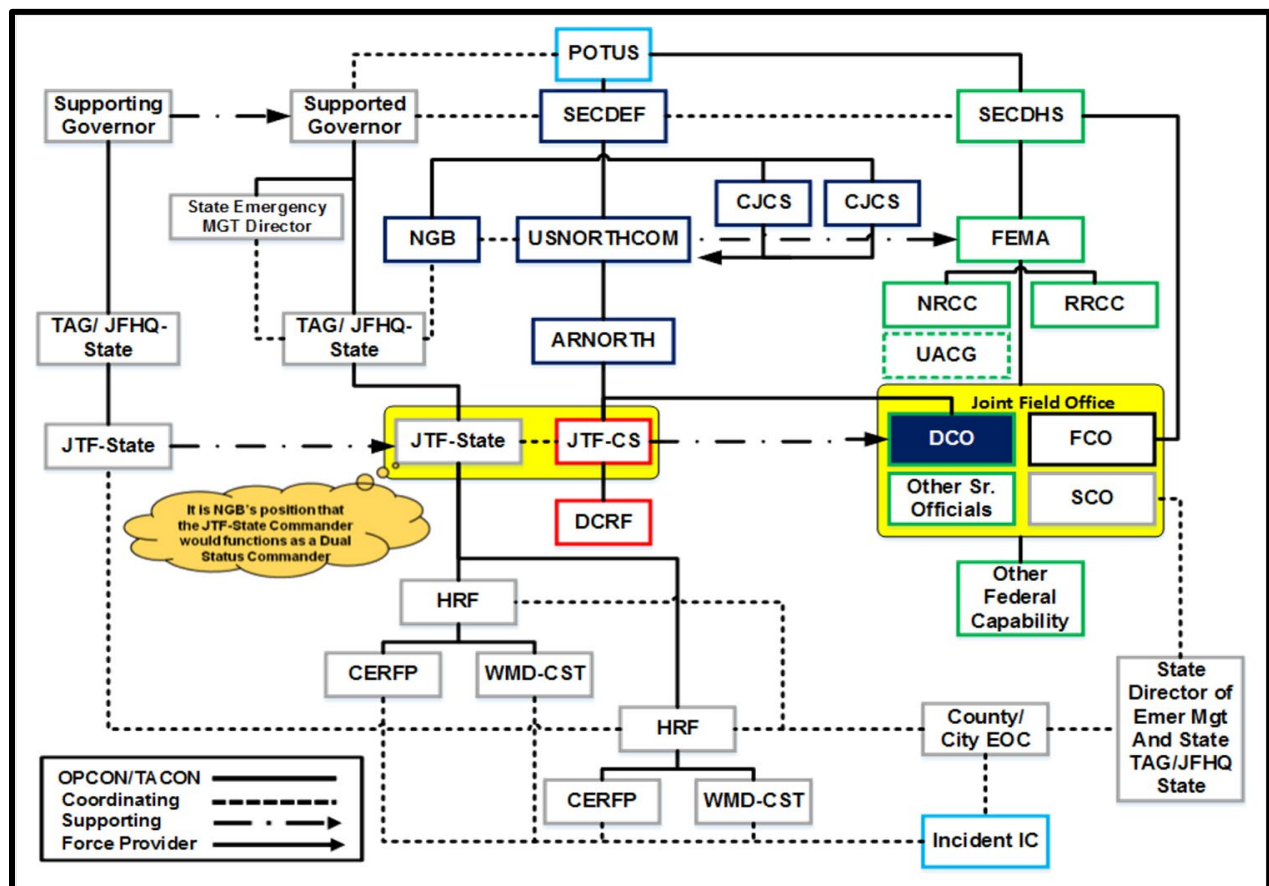 POTUS
Supporting
Governor
Supported
Governor
SECDEF
SECDHS
State Emergency
MGT Director
NGB
USNORTHCOM
CJCS
CJCS
FEMA
NRCC
RRCC
UACG
TAG/ JFHQ-
State
TAG/ JFHQ-
State
ARNORTH
Joint Field Office
JTF-State
JTF-State
JTF-CS
DCO
FCO
Other Sr.
Officials
SCO
It is NGB's position that
the JTF-State Commander
would functions as a Dual
Status Commander
DCRF
Other
Federal
Capability
HRF
CERFP
WMD-CST
HRF
CERFP
WMD-CST
County/
City EOC
State
Director of
Emer Mgt
And State
TAG/JFHQ
State
Incident IC
OPCON/TACON
Coordinating
Supporting
Force Provider